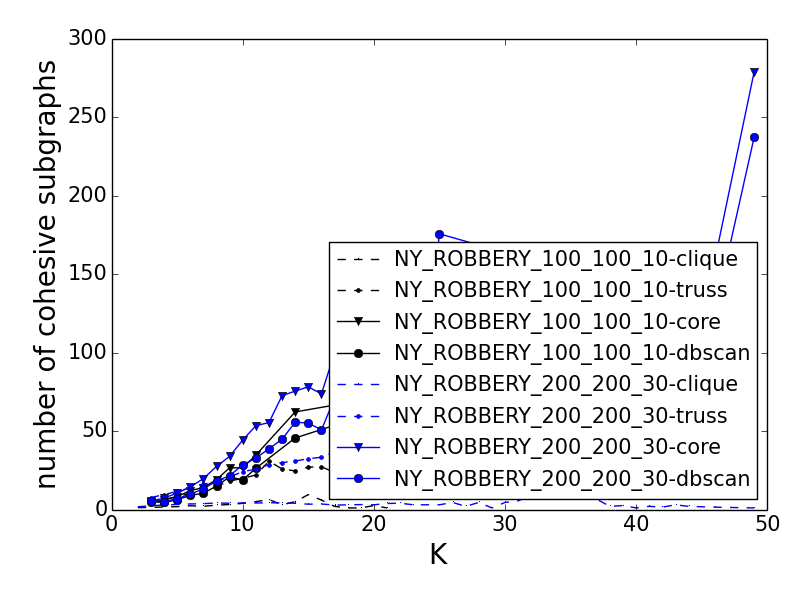 300
250
200
150
100
50
0
number of cohesive subgraphs
NY_ROBBERY_100_100_10-clique
NY_ROBBERY_100_100_10-truss
NY_ROBBERY_100_100_10-core
NY_ROBBERY_100_100_10-dbscan
NY_ROBBERY_200_200_30-clique
NY_ROBBERY_200_200_30-truss
NY_ROBBERY_200_200_30-core
NY_ROBBERY_200_200_30-dbscan
0 10 20 30 40 50
K